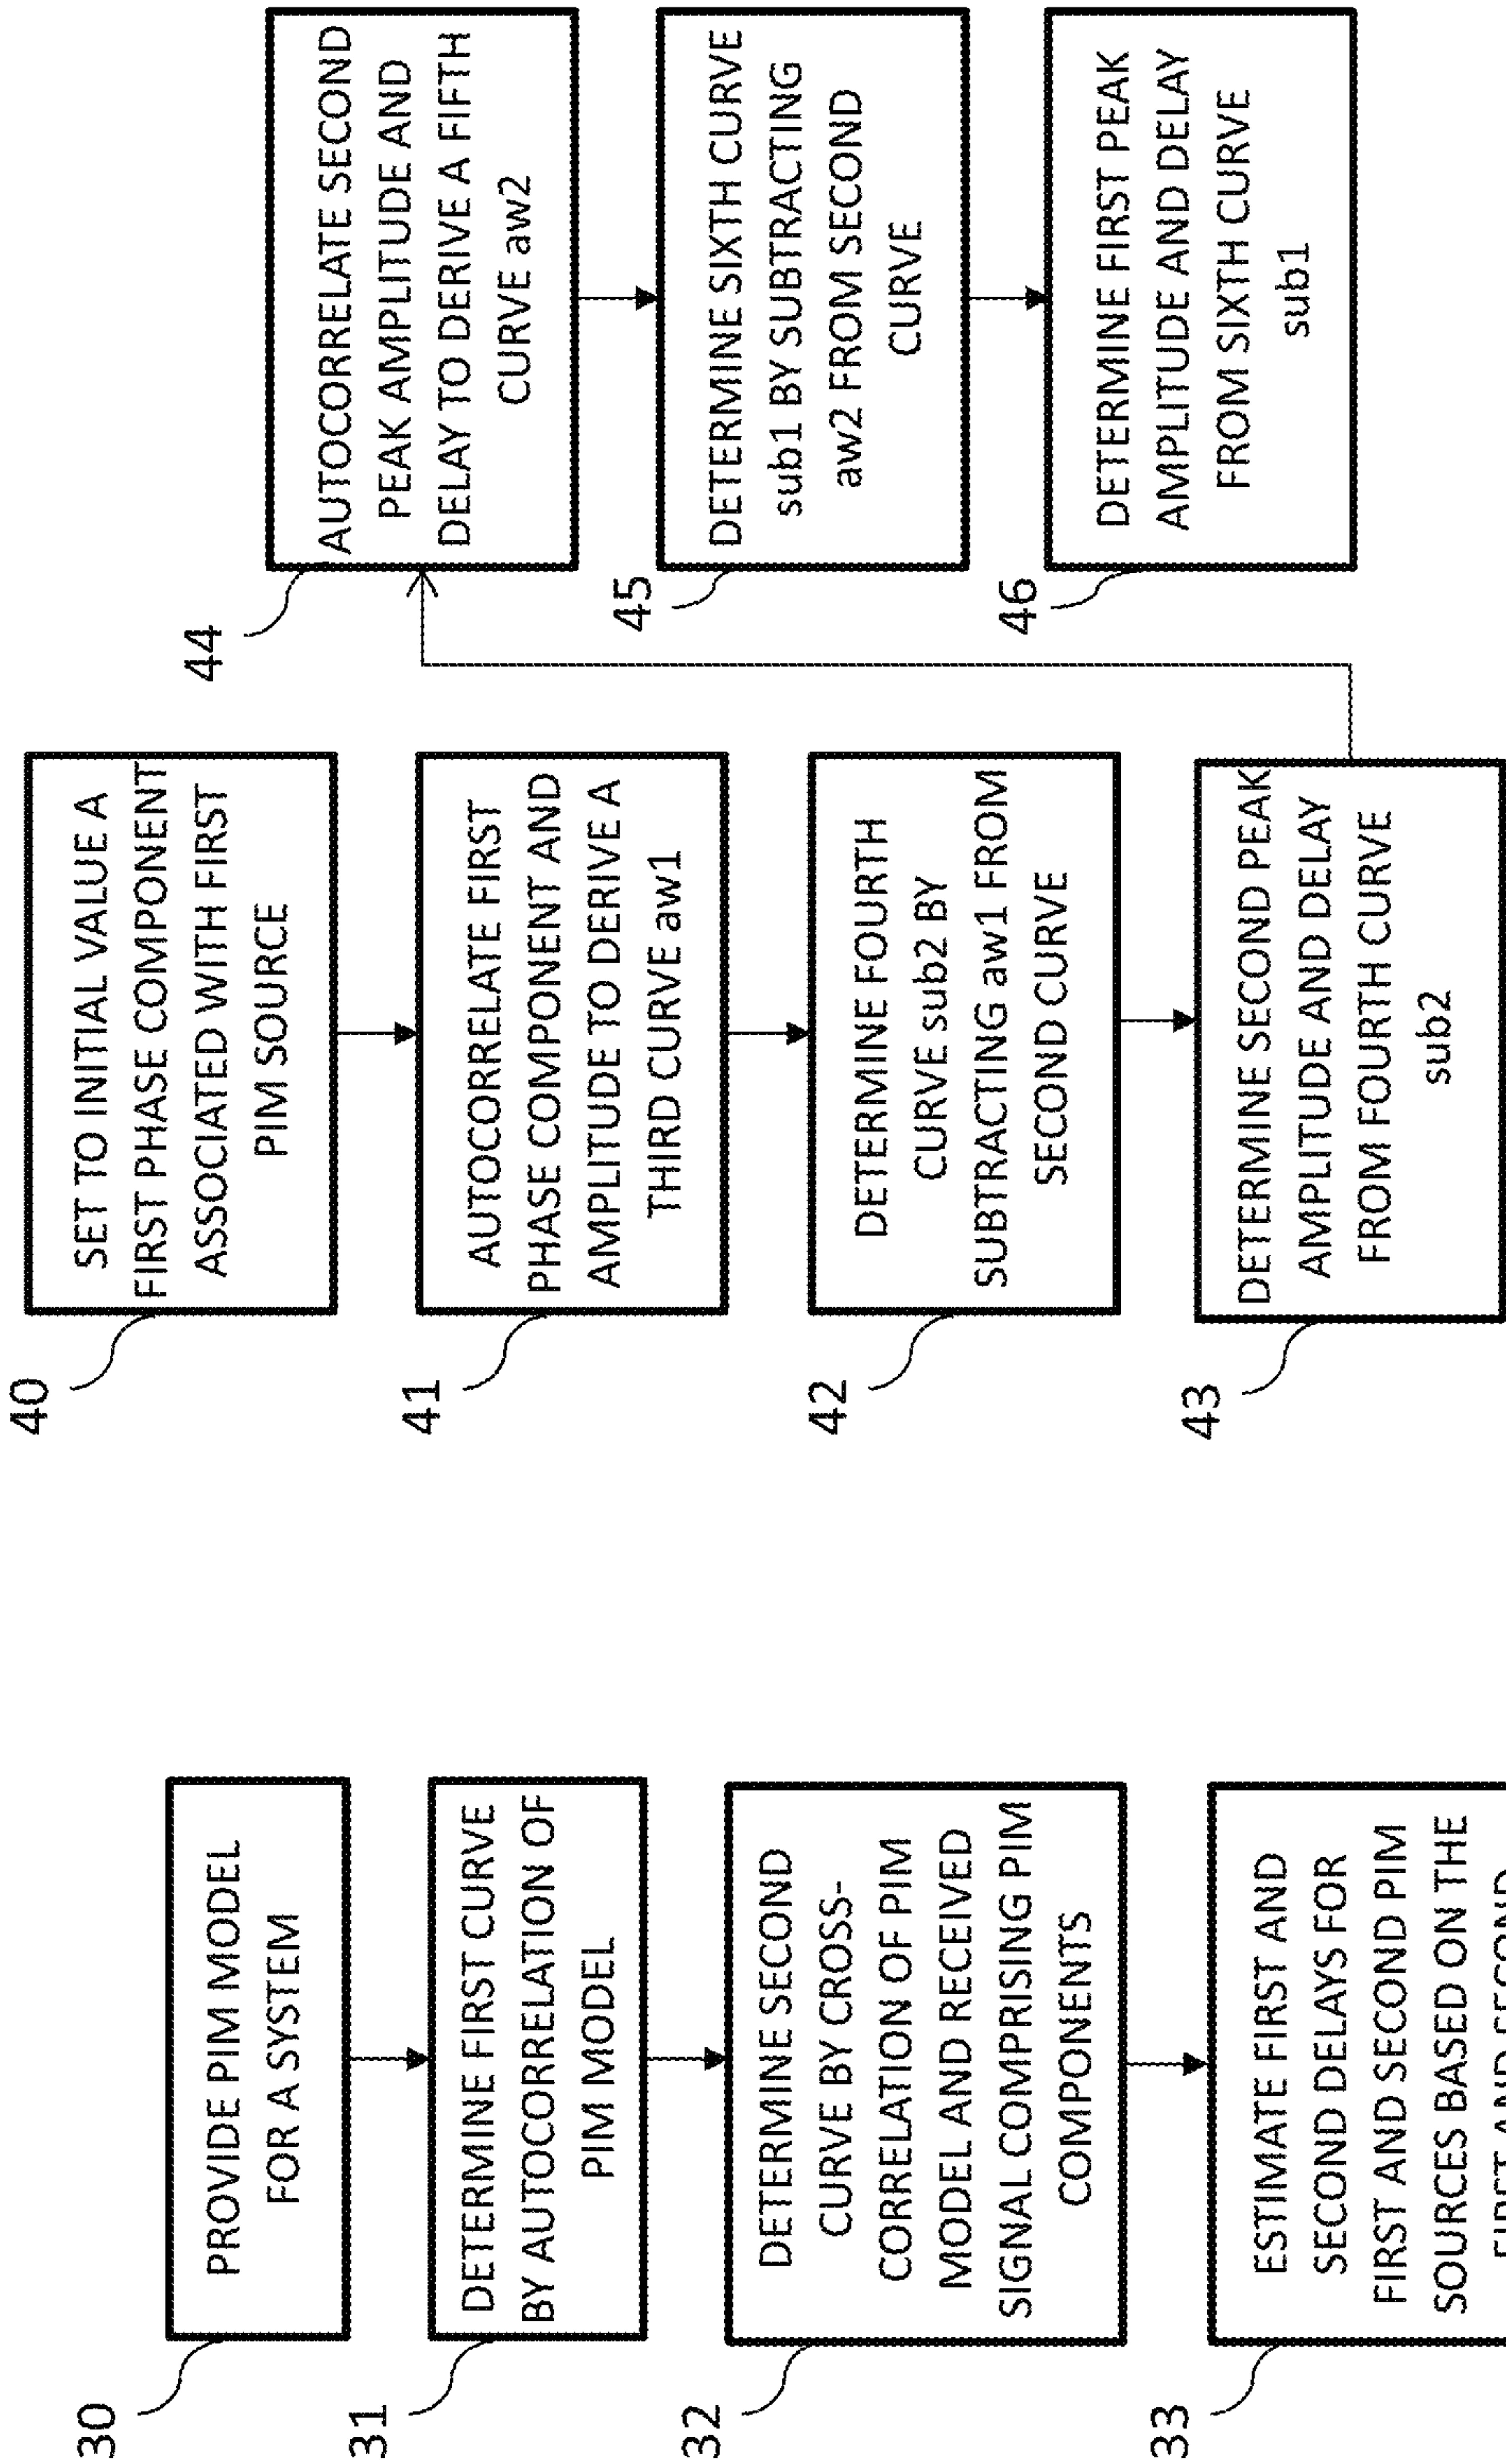 30
PROVIDE PIM MODEL
FOR A SYSTEM
31
DETERMINE FIRST CURVE
BY AUTOCORRELATION OF
PIM MODEL
32
DETERMINE SECOND
CURVE BY CROSS-
CORRELATION OF PIM
MODEL AND RECEIVED
SIGNAL COMPRISING PIM
COMPONENTS
33
ESTIMATE FIRST AND
SECOND DELAYS FOR
FIRST AND SECOND PIM
SOURCES BASED ON THE
FIRST AND SECOND
40
SET TO INITIAL VALUE A
FIRST PHASE COMPONENT
ASSOCIATED WITH FIRST
PIM SOURCE
41
AUTOCORRELATE FIRST
PHASE COMPONENT AND
AMPLITUDE TO DERIVE A
THIRD CURVE aw1
42
DETERMINE FOURTH
CURVE sub2 BY
SUBTRACTING aw1 FROM
SECOND CURVE
43
DETERMINE SECOND PEAK
AMPLITUDE AND DELAY
FROM FOURTH CURVE
sub2
44
AUTOCORRELATE SECOND
PEAK AMPLITUDE AND
DELAY TO DERIVE A FIFTH
CURVE aw2
45
DETERMINE SIXTH CURVE
sub1 BY SUBTRACTING
aw2 FROM SECOND
CURVE
46
DETERMINE FIRST PEAK
AMPLITUDE AND DELAY
FROM SIXTH CURVE
sub1